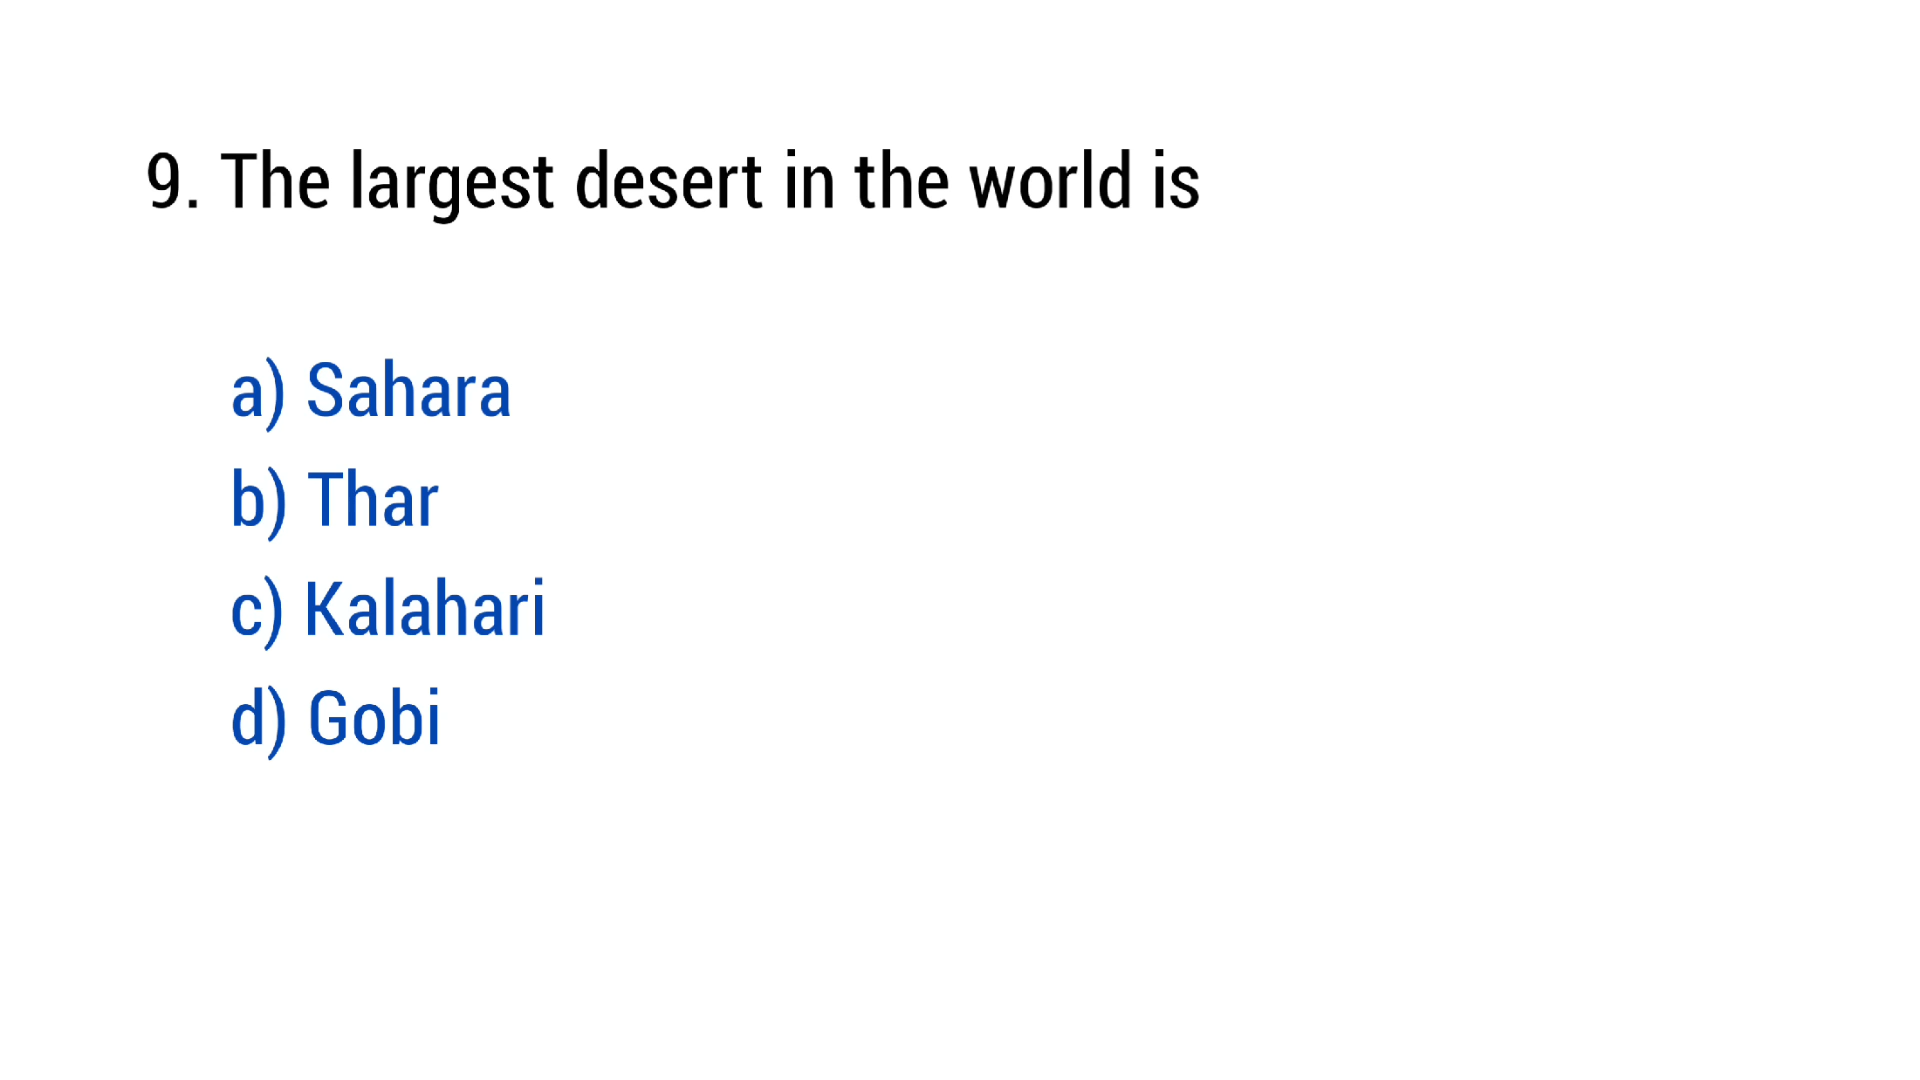 9. The largest desert in the world is
a) Sahara
b) Thar
c) Kalahari
d) Gobi